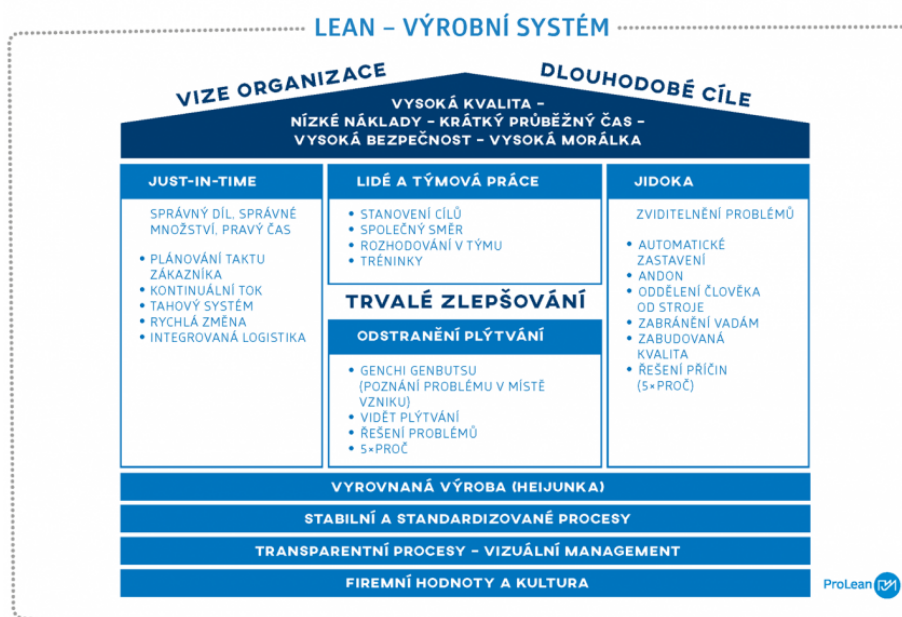 LEAN – VÝROBNÍ SYSTÉM
VIZE ORGANIZACE
DLOUHODOBÉ CÍLE
VYSOKÁ KVALITA –
NÍZKÉ NÁKLADY – KRÁTKÝ PRŮBĚŽNÝ ČAS –
VYSOKÁ BEZPEČNOST – VYSOKÁ MORÁLKA
JUST-IN-TIME
SPRÁVNÝ DÍL, SPRÁVNÉ
MNOŽSTVÍ, PRAVÝ ČAS
• PLÁNOVÁNÍ TAKTU
ZÁKAZNÍKA
• KONTINUÁLNÍ TOK
• TAHOVÝ SYSTÉM
• RYCHLÁ ZMĚNA
• INTEGROVANÁ LOGISTIKA
LIDÉ A TÝMOVÁ PRÁCE
• STANOVENÍ CÍLŮ
• SPOLEČNÝ SMĚR
• ROZHODOVÁNÍ V TÝMU
• TRÉNINKY
TRVALÉ ZLEPŠOVÁNÍ
ODSTRANĚNÍ PLÝTVÁNÍ
• GENCHI GENBUTSU
(POZNÁNÍ PROBLÉMU V MÍSTĚ
VZNIKU)
• VIDĚT PLÝTVÁNÍ
• ŘEŠENÍ PROBLÉMŮ
• 5×PROČ
JIDOKA
ZVIDITELNĚNÍ PROBLÉMŮ
• AUTOMATICKÉ
ZASTAVENÍ
• ANDON
• ODDĚLENÍ ČLOVĚKA
OD STROJE
• ZABRÁNĚNÍ VADÁM
• ZABUDOVANÁ
KVALITA
• ŘEŠENÍ PŘÍČIN
(5×PROČ)
VYROVNANÁ VÝROBA (HEIJUNKA)
STABILNÍ A STANDARDIZOVANÉ PROCESY
TRANSPARENTNÍ PROCESY – VIZUÁLNÍ MANAGEMENT
FIREMNÍ HODNOTY A KULTURA
ProLean